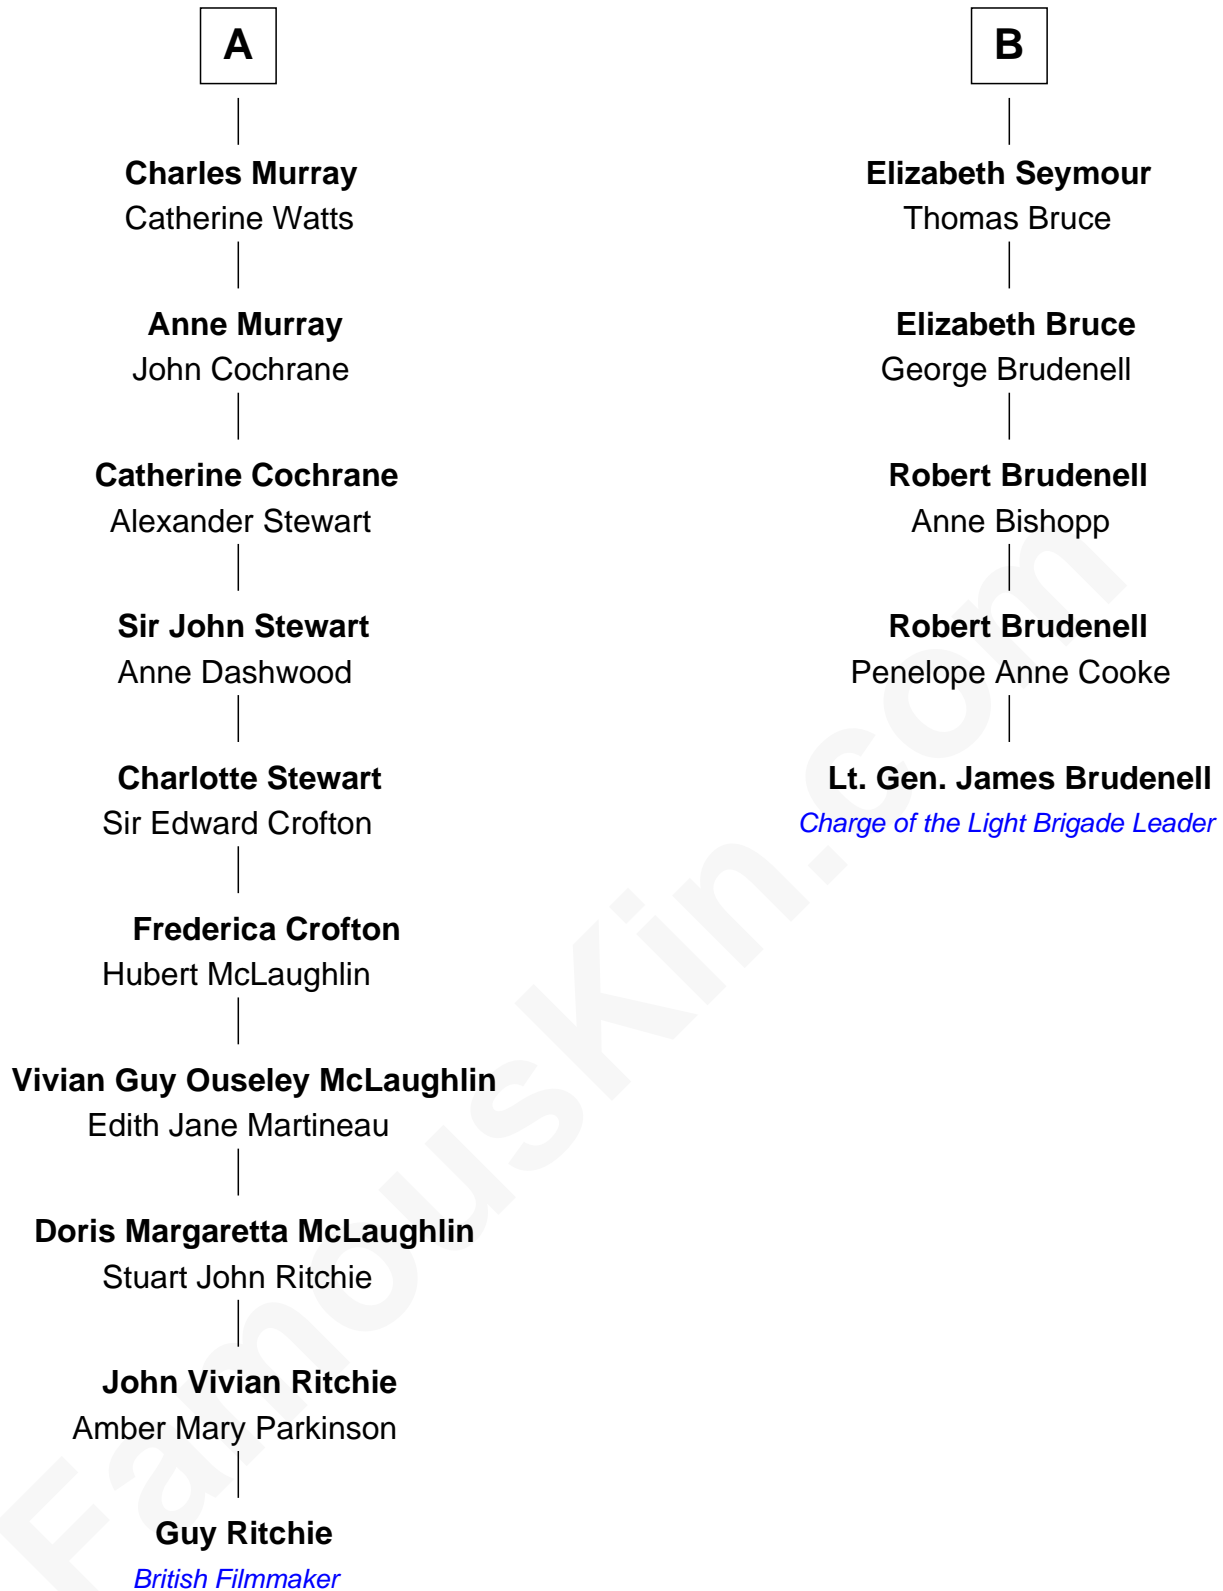 A
Charles Murray
Catherine Watts
Anne Murray
John Cochrane
Catherine Cochrane
Alexander Stewart
Sir John Stewart
Anne Dashwood
Charlotte Stewart
Sir Edward Crofton
Frederica Crofton
Hubert McLaughlin
Vivian Guy Ouseley McLaughlin
Edith Jane Martineau
Doris Margaretta McLaughlin
Stuart John Ritchie
John Vivian Ritchie
Amber Mary Parkinson
Guy Ritchie
British Filmmaker
B
Elizabeth Seymour
Thomas Bruce
Elizabeth Bruce
George Brudenell
Robert Brudenell
Anne Bishopp
Robert Brudenell
Penelope Anne Cooke
Lt. Gen. James Brudenell
Charge of the Light Brigade Leader
FamousKin.com